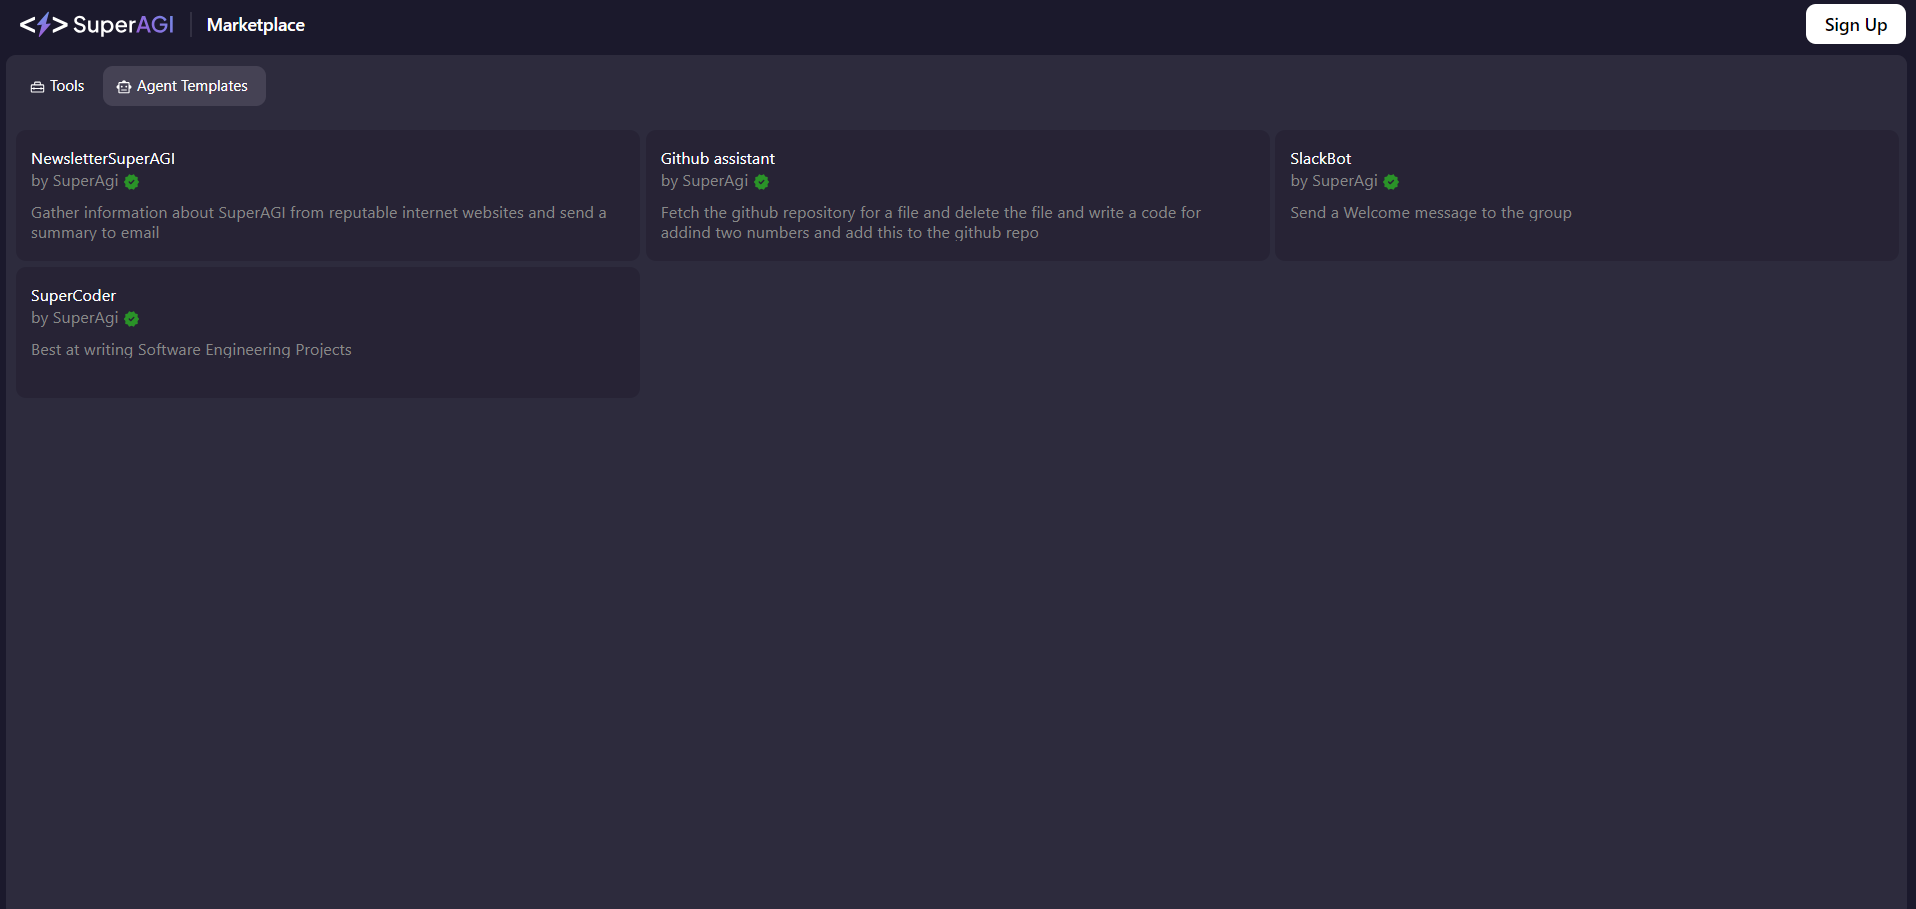 SuperAGI
Marketplace
Sign Up
Tools
Agent Templates
NewsletterSuperAGI
by SuperAgi
Gather information about SuperAGI from reputable internet websites and send a
summary to email
Github assistant
by SuperAgi
Fetch the github repository for a file and delete the file and write a code for
addind two numbers and add this to the github repo
SlackBot
by SuperAgi
Send a Welcome message to the group
SuperCoder
by SuperAgi
Best at writing Software Engineering Projects